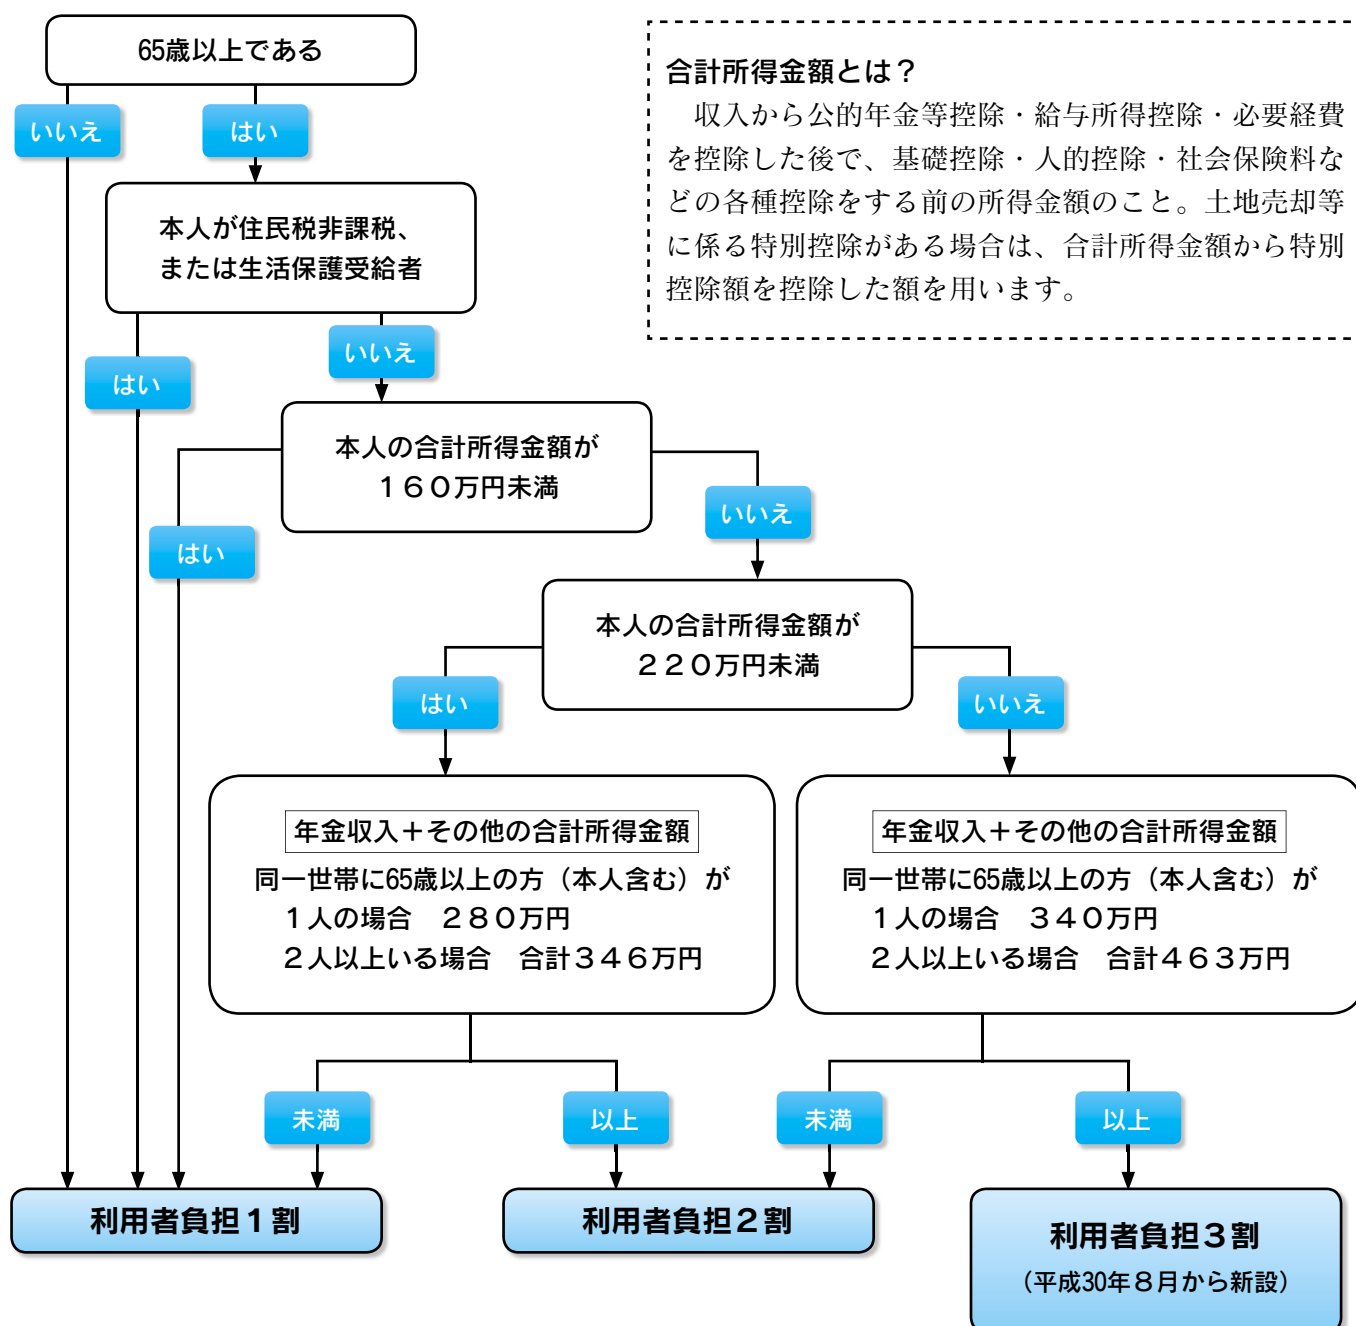 65歳以上である
いいえ
はい
合計所得金額とは？
　収入から公的年金等控除・給与所得控除・必要経費
を控除した後で、基礎控除・人的控除・社会保険料な
どの各種控除をする前の所得金額のこと。土地売却等
に係る特別控除がある場合は、合計所得金額から特別
控除額を控除した額を用います。
本人が住民税非課税、
または生活保護受給者
はい
いいえ
本人の合計所得金額が
１６０万円未満
はい
いいえ
本人の合計所得金額が
２２０万円未満
はい
いいえ
年金収入＋その他の合計所得金額
同一世帯に65歳以上の方（本人含む）が
１人の場合　２８０万円
２人以上いる場合　合計３４６万円
年金収入＋その他の合計所得金額
同一世帯に65歳以上の方（本人含む）が
１人の場合　３４０万円
２人以上いる場合　合計４６３万円
未満
以上
未満
以上
利用者負担１割
利用者負担２割
利用者負担３割
（平成30年８月から新設）